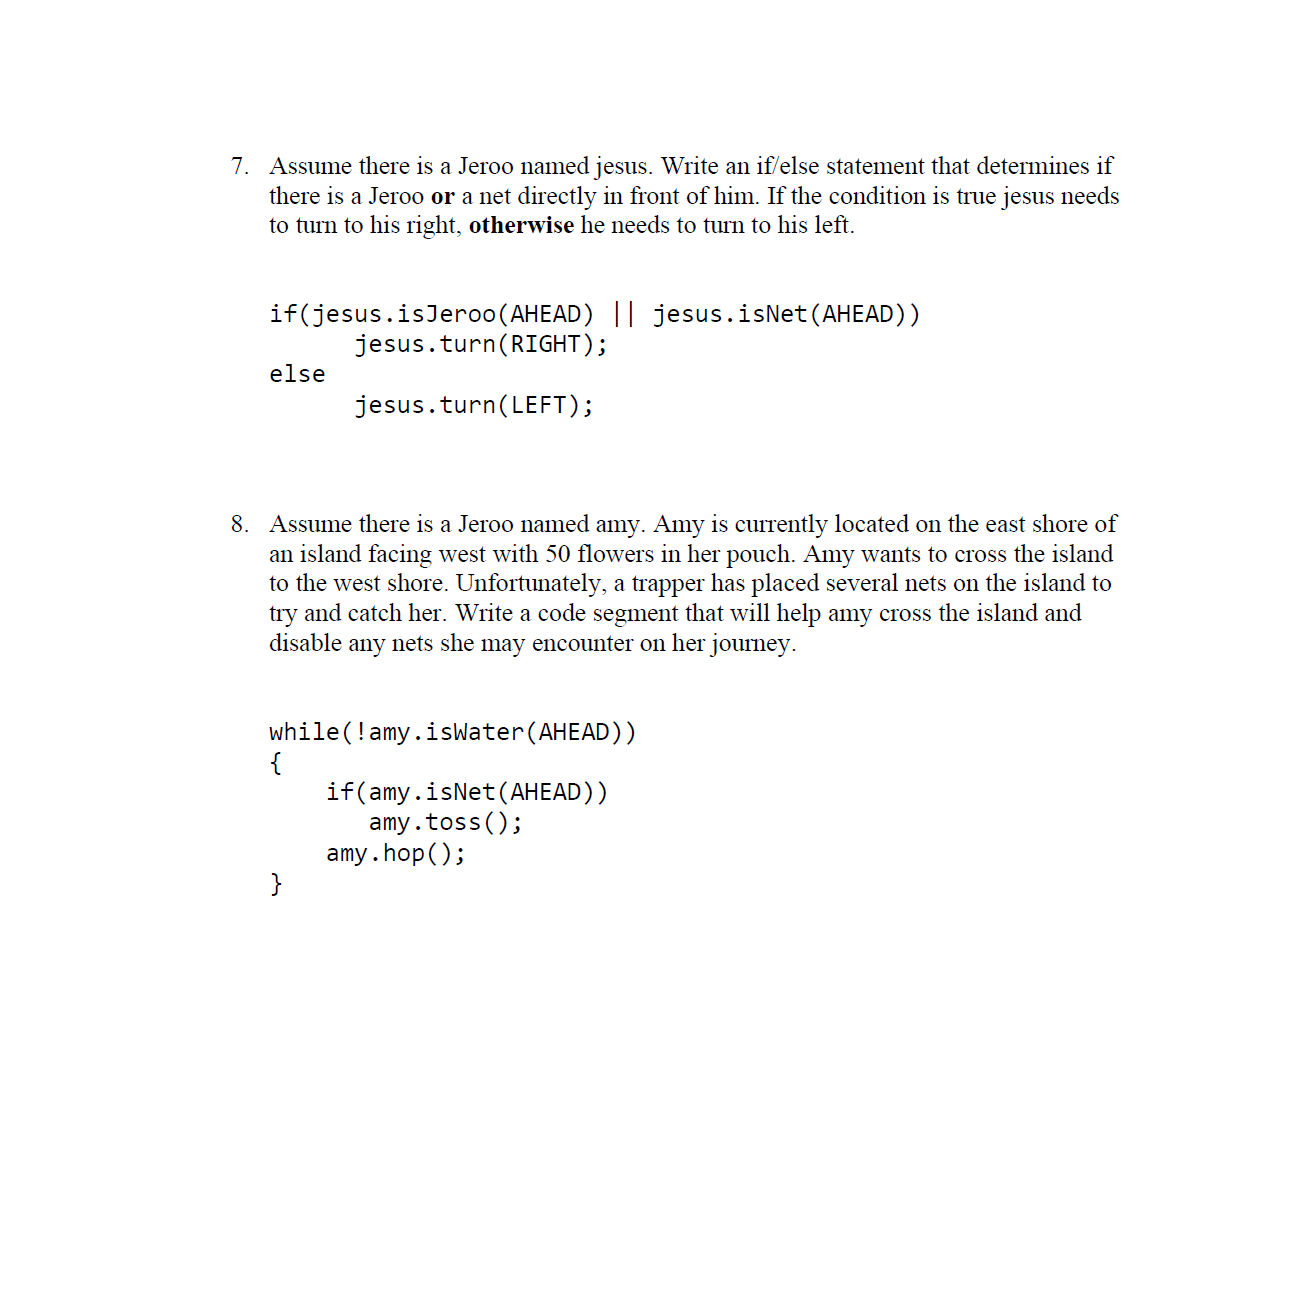 7. Assume there is a Jeroo named jesus. Write an if/else statement that determines if
there is a Jeroo or a net directly in front of him. If the condition is true jesus needs
to turn to his right, otherwise he needs to turn to his left.
if(jesus.isJeroo(AHEAD) || jesus.isNet(AHEAD))
jesus.turn(RIGHT);
else
jesus.turn(LEFT);
8. Assume there is a Jeroo named amy. Amy is currently located on the east shore of
an island facing west with 50 flowers in her pouch. Amy wants to cross the island
to the west shore. Unfortunately, a trapper has placed several nets on the island to
try and catch her. Write a code segment that will help amy cross the island and
disable any nets she may encounter on her journey.
while(!amy.isWater(AHEAD))
{
if(amy.isNet(AHEAD))
amy.toss();
amy.hop();
}